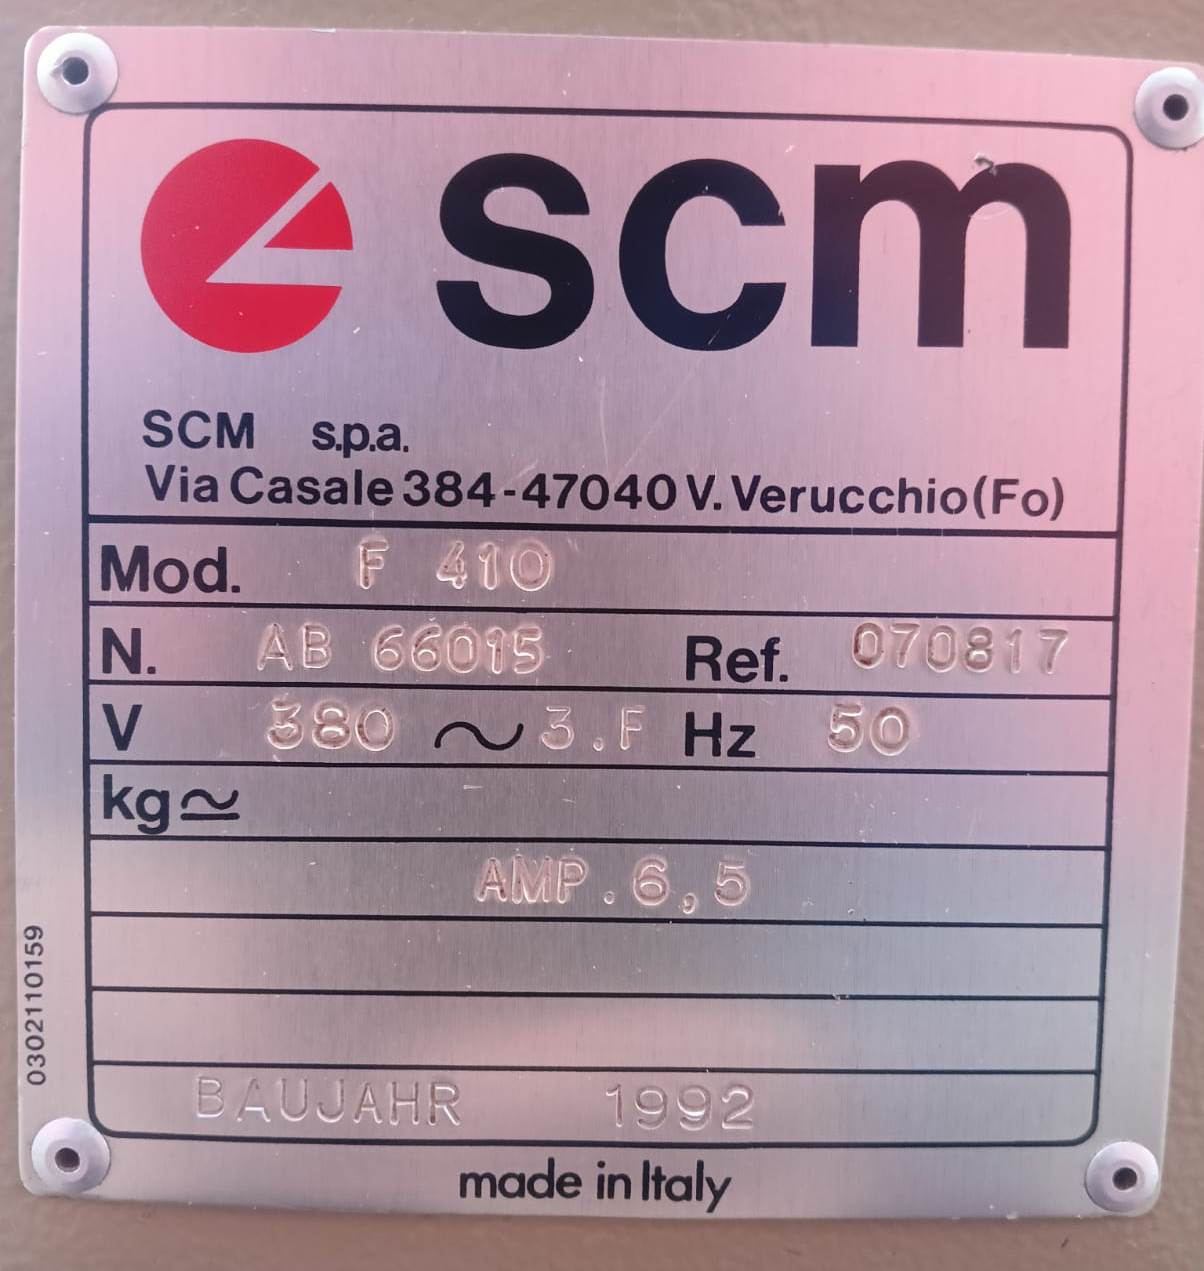 scm
SCM s.p.a.
Via Casale 384-47040 V. Verucchio (Fo)
Mod. F 410
N. AB 66015 Ref. 070817
V 380 ~ 3.F Hz 50
kg ≃
AMP. 6,5
BAUJAHR 1992
made in Italy
0302110159